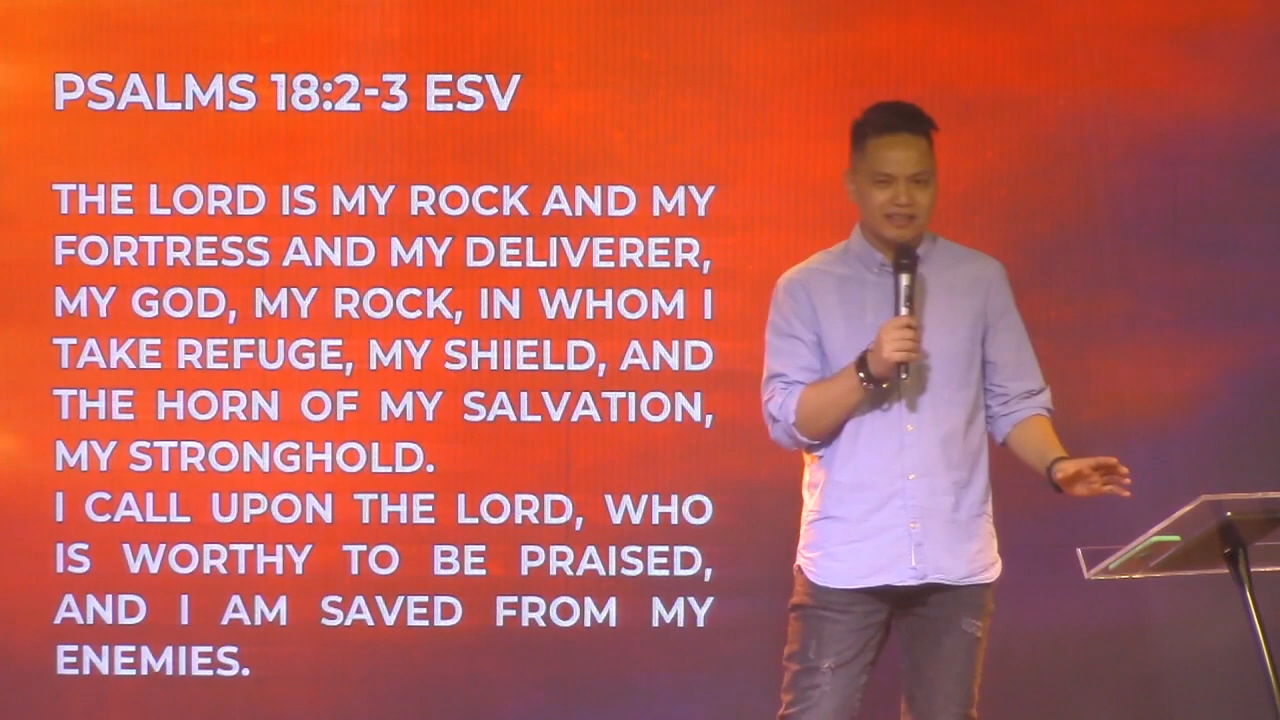 PSALMS 18:2-3 ESV
THE LORD IS MY ROCK AND MY
FORTRESS AND MY DELIVERER,
MY GOD, MY ROCK, IN WHOM I
TAKE REFUGE, MY SHIELD, AND
THE HORN OF MY SALVATION,
MY STRONGHOLD.
I CALL UPON THE LORD, WHO
IS WORTHY TO BE PRAISED,
AND I AM SAVED FROM MY
ENEMIES.